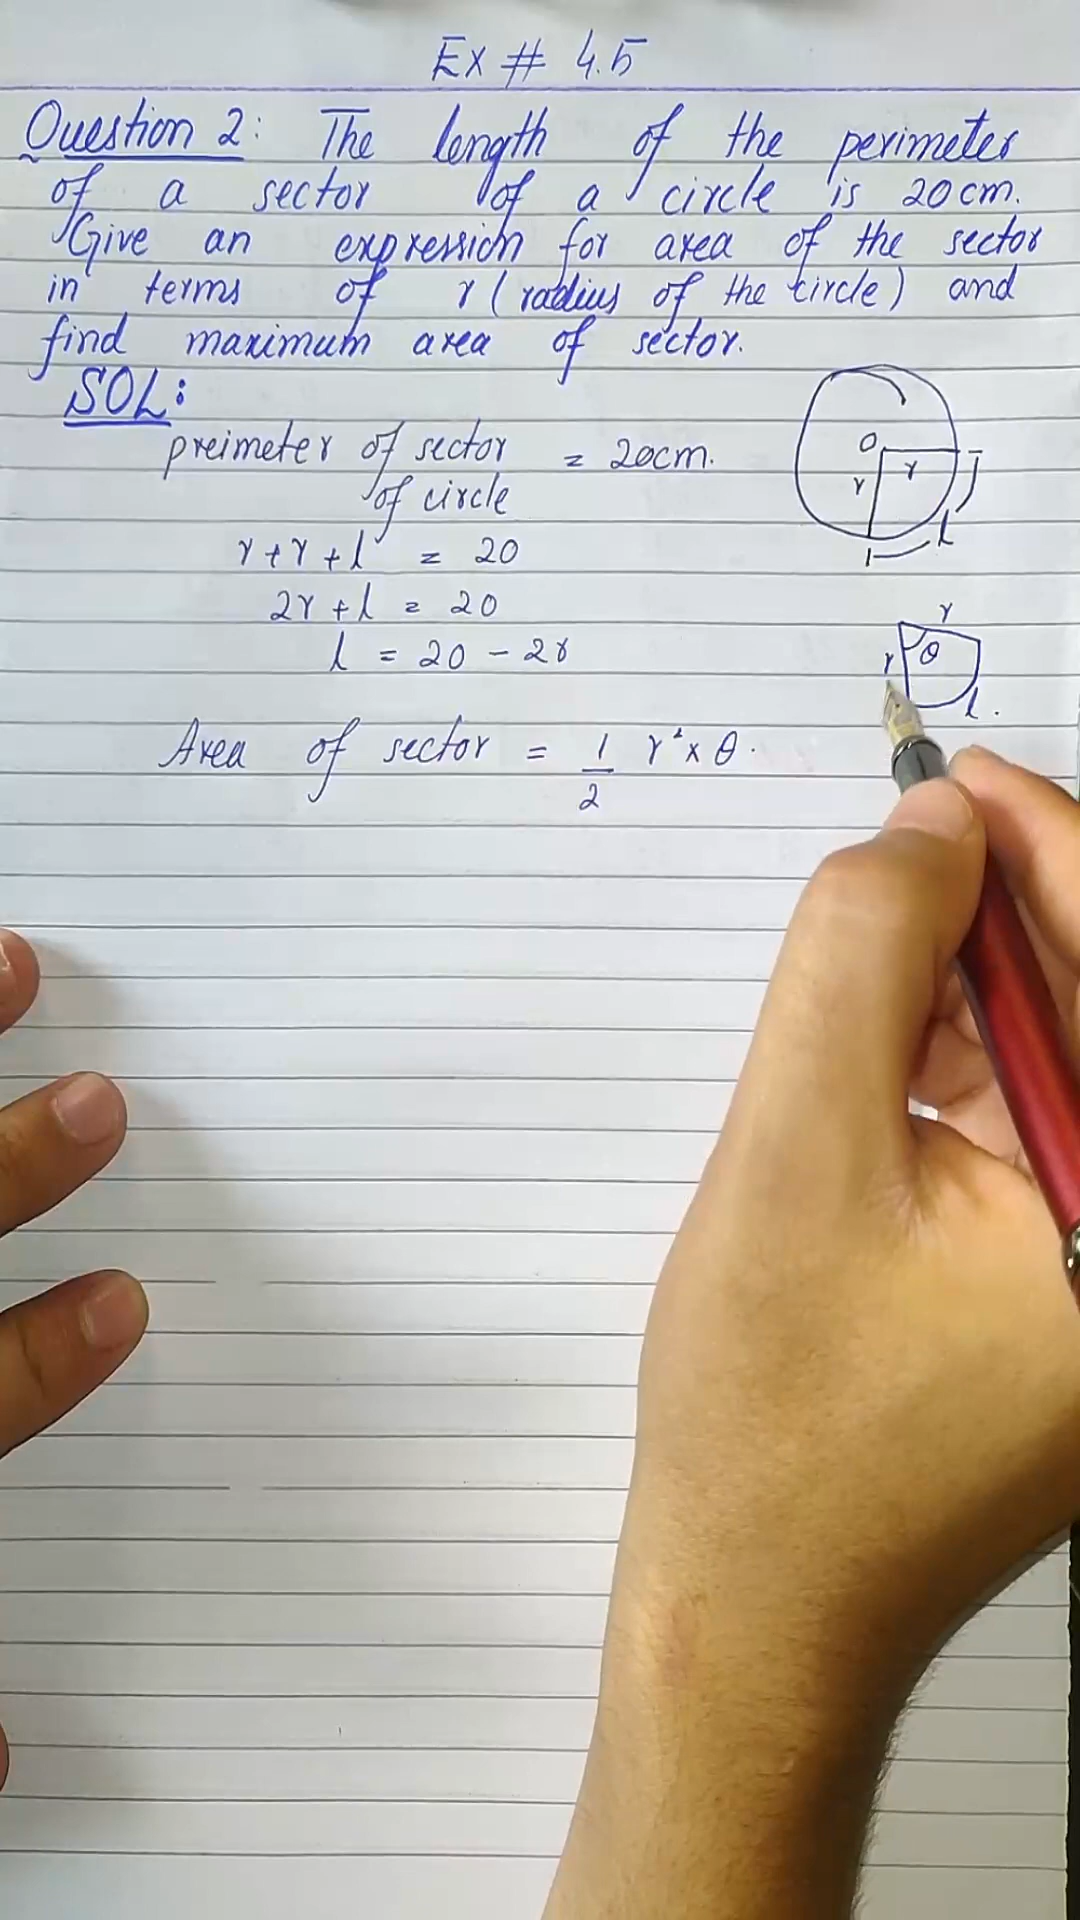 Ex # 4.5
Question 2: The length of the perimeter
of a sector of a circle is 20cm.
Give an expression for area of the sector
in terms of r (radius of the circle) and
find maximum area of sector.
SOL:
preimeter of sector = 20cm.
of circle
r + r + l = 20
2r + l = 20
l = 20 - 2r
Area of sector = 1/2 r² × θ.
O
r
r
l
r
r
θ
l.